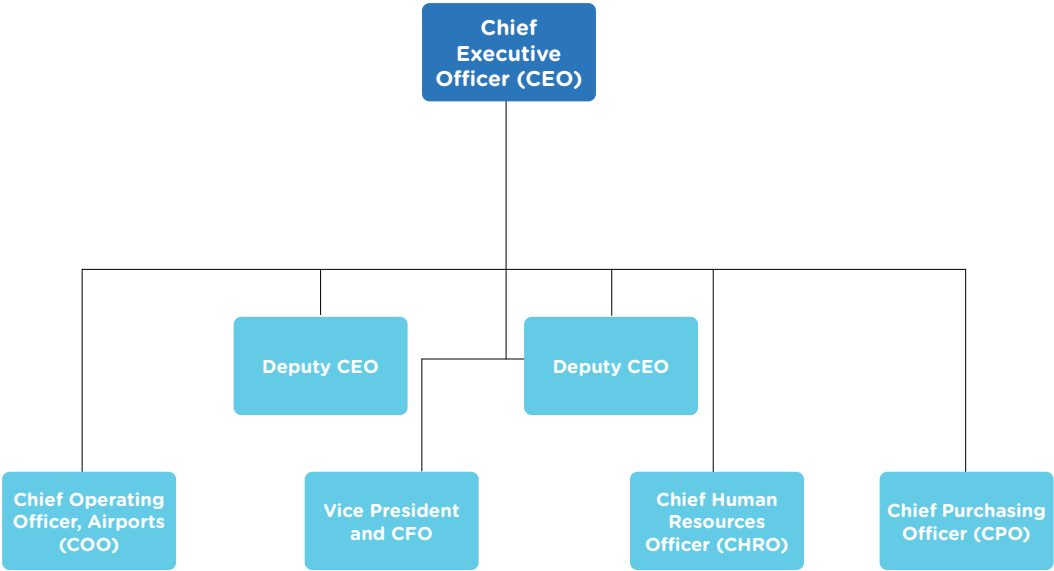 Chief
Executive
Officer (CEO)
Deputy CEO
Deputy CEO
Chief Operating
Officer, Airports
(COO)
Vice President
and CFO
Chief Human
Resources
Officer (CHRO)
Chief Purchasing
Officer (CPO)